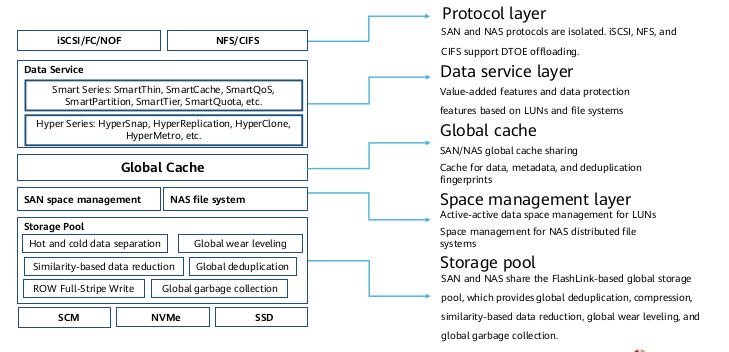 iSCSI/FC/NOF
NFS/CIFS
Data Service
Smart Series: SmartThin, SmartCache, SmartQoS,
SmartPartition, SmartTier, SmartQuota, etc.
Hyper Series: HyperSnap, HyperReplication, HyperClone,
HyperMetro, etc.
Global Cache
SAN space management
NAS file system
Storage Pool
Hot and cold data separation
Global wear leveling
Similarity-based data reduction
Global deduplication
ROW Full-Stripe Write
Global garbage collection
SCM
NVMe
SSD
Protocol layer
SAN and NAS protocols are isolated. iSCSI, NFS, and
CIFS support DTOE offloading.
Data service layer
Value-added features and data protection
features based on LUNs and file systems
Global cache
SAN/NAS global cache sharing
Cache for data, metadata, and deduplication
fingerprints
Space management layer
Active-active data space management for LUNs
Space management for NAS distributed file
systems
Storage pool
SAN and NAS share the FlashLink-based global storage
pool, which provides global deduplication, compression,
similarity-based data reduction, global wear leveling, and
global garbage collection.